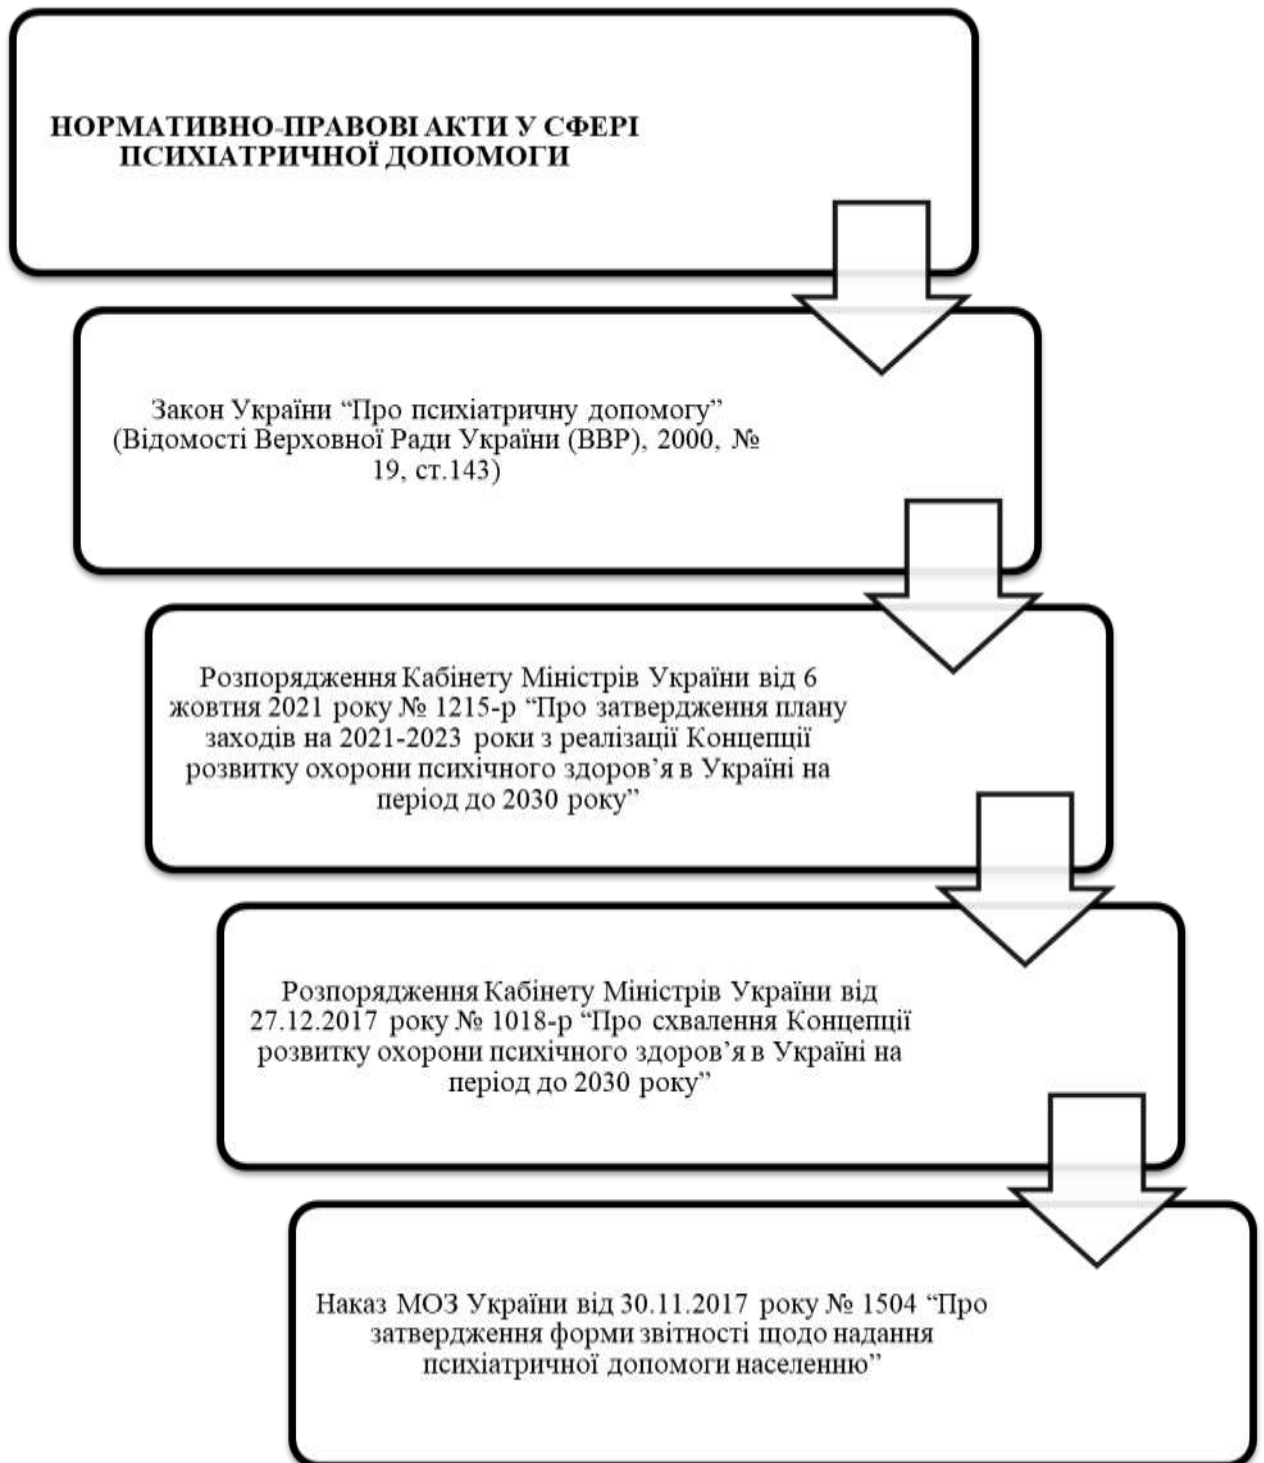 НОРМАТИВНО-ПРАВОВІ АКТИ У СФЕРІ
ПСИХІАТРИЧНОЇ ДОПОМОГИ
Закон України “Про психіатричну допомогу”
(Відомості Верховної Ради України (ВВР), 2000, №
19, ст.143)
Розпорядження Кабінету Міністрів України від 6
жовтня 2021 року № 1215-р “Про затвердження плану
заходів на 2021-2023 роки з реалізації Концепції
розвитку охорони психічного здоров’я в Україні на
період до 2030 року”
Розпорядження Кабінету Міністрів України від
27.12.2017 року № 1018-р “Про схвалення Концепції
розвитку охорони психічного здоров’я в Україні на
період до 2030 року”
Наказ МОЗ України від 30.11.2017 року № 1504 “Про
затвердження форми звітності щодо надання
психіатричної допомоги населенню”